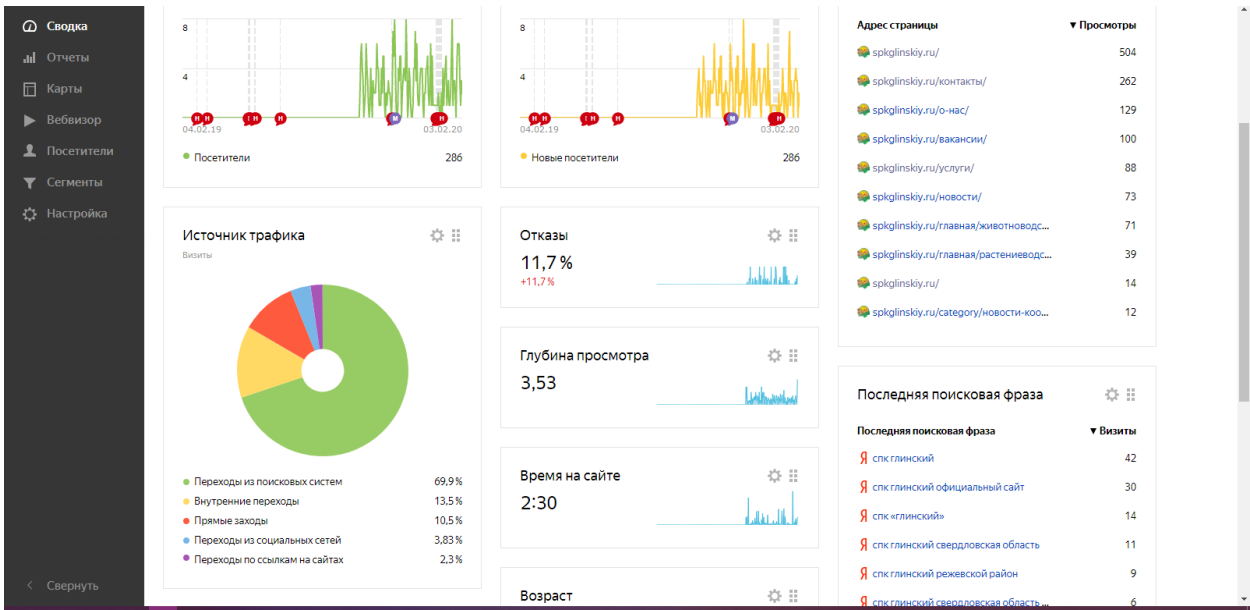 Сводка
Отчеты
Карты
Вебвизор
Посетители
Сегменты
Настройка
Свернуть
8
4
Н Н I Н Н М Н
04.02.19 03.02.20
Посетители 286
8
4
Н Н I Н Н М Н
04.02.19 03.02.20
Новые посетители 286
Источник трафика
Визиты
Переходы из поисковых систем 69,9%
Внутренние переходы 13,5%
Прямые заходы 10,5%
Переходы из социальных сетей 3,83%
Переходы по ссылкам на сайтах 2,3%
Отказы
11,7%
+11,7%
Глубина просмотра
3,53
Время на сайте
2:30
Возраст
Адрес страницы ▼ Просмотры
spkglinskiy.ru/ 504
spkglinskiy.ru/контакты/ 262
spkglinskiy.ru/о-нас/ 129
spkglinskiy.ru/вакансии/ 100
spkglinskiy.ru/услуги/ 88
spkglinskiy.ru/новости/ 73
spkglinskiy.ru/главная/животноводс... 71
spkglinskiy.ru/главная/растениеводс... 39
spkglinskiy.ru/ 14
spkglinskiy.ru/category/новости-коо... 12
Последняя поисковая фраза
Последняя поисковая фраза ▼ Визиты
Я спк глинский 42
Я спк глинский официальный сайт 30
Я спк «глинский» 14
Я спк глинский свердловская область 11
Я спк глинский режевской район 9
Я спк глинский свердловская область ... 6